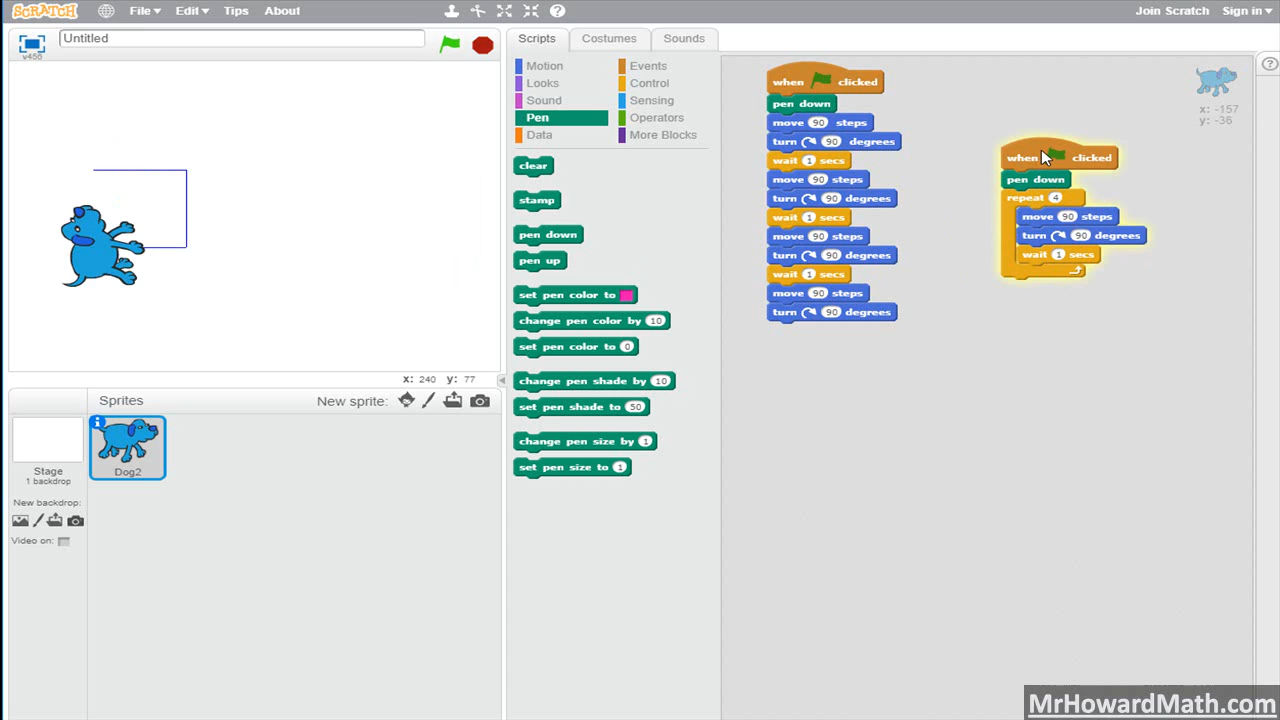 SCRATCH File▾ Edit▾ Tips About Join Scratch Sign in▾
v456 Untitled
Scripts Costumes Sounds
Motion Events
Looks Control
Sound Sensing
Pen Operators
Data More Blocks
clear
stamp
pen down
pen up
set pen color to
change pen color by 10
set pen color to 0
change pen shade by 10
set pen shade to 50
change pen size by 1
set pen size to 1
when clicked
pen down
move 90 steps
turn 90 degrees
wait 1 secs
move 90 steps
turn 90 degrees
wait 1 secs
move 90 steps
turn 90 degrees
wait 1 secs
move 90 steps
turn 90 degrees
when clicked
pen down
repeat 4
move 90 steps
turn 90 degrees
wait 1 secs
x: -157
y: -36
x: 240 y: 77
Sprites New sprite:
Stage
1 backdrop
New backdrop:
Video on:
Dog2
MrHowardMath.com